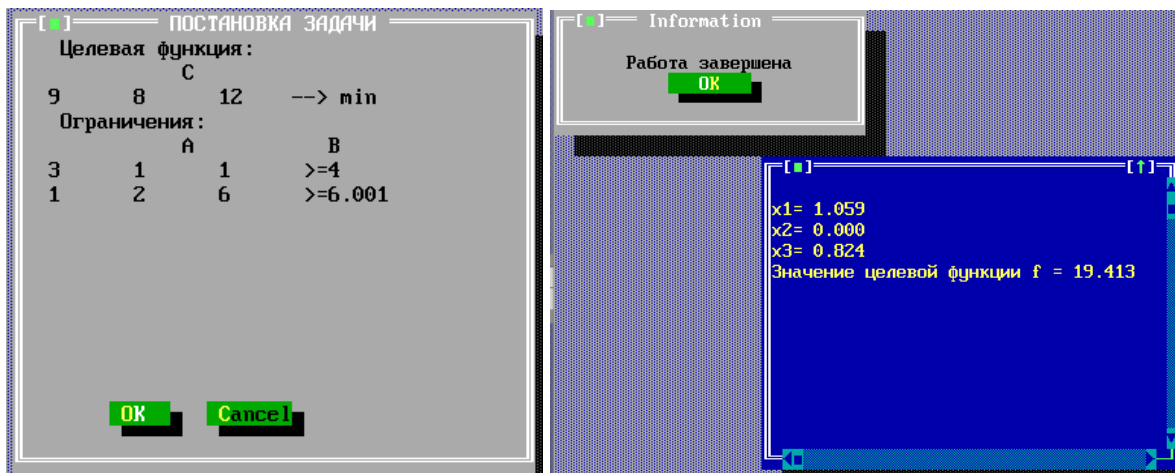 ПОСТАНОВКА ЗАДАЧИ
Целевая функция:
C
9 8 12 --> min
Ограничения:
A B
3 1 1 >=4
1 2 6 >=6.001
OK Cancel
Information
Работа завершена
OK
x1= 1.059
x2= 0.000
x3= 0.824
Значение целевой функции f = 19.413